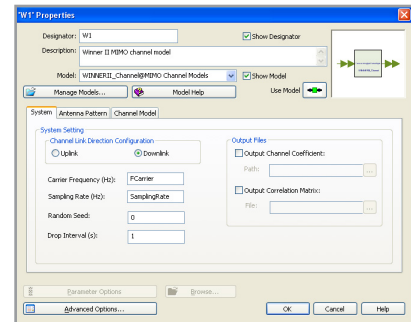 'W1' Properties
Designator: W1 Show Designator
Description: Winner II MIMO channel model
Model: WINNERII_Channel@MIMO Channel Models Show Model
Manage Models... Model Help Use Model
System Antenna Pattern Channel Model
System Setting
Channel Link Direction Configuration
Uplink Downlink
Carrier Frequency (Hz): FCarrier
Sampling Rate (Hz): SamplingRate
Random Seed: 0
Drop Interval (s): 1
Output Files
Output Channel Coefficient:
Path: ...
Output Correlation Matrix:
File: ...
Parameter Options Browse...
Advanced Options... OK Cancel Help